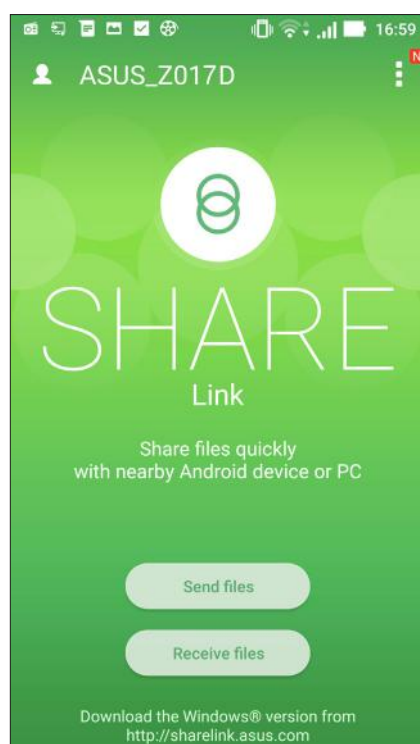 16:59
ASUS_Z017D
N
SHARE
Link
Share files quickly
with nearby Android device or PC
Send files
Receive files
Download the Windows® version from
http://sharelink.asus.com